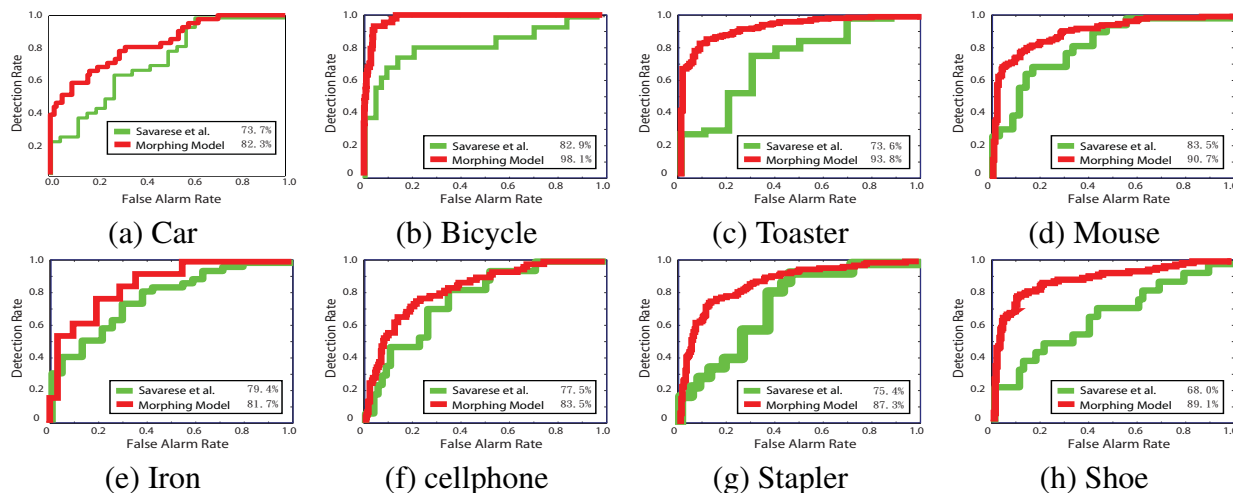 Detection Rate
1.0
0.8
0.6
0.4
0.2
Savarese et al. 73.7%
Morphing Model 82.3%
0.0 0.2 0.4 0.6 0.8 1.0
False Alarm Rate
(a) Car
Detection Rate
1.0
0.8
0.6
0.4
0.2
0
Savarese et al. 82.9%
Morphing Model 98.1%
0.0 0.2 0.4 0.6 0.8 1.0
False Alarm Rate
(b) Bicycle
Detection Rate
1.0
0.8
0.6
0.4
0.2
0
Savarese et al. 73.6%
Morphing Model 93.8%
0.0 0.2 0.4 0.6 0.8 1.0
False Alarm Rate
(c) Toaster
Detection Rate
1.0
0.8
0.6
0.4
0.2
0
Savarese et al. 83.5%
Morphing Model 90.7%
0.0 0.2 0.4 0.6 0.8 1.0
False Alarm Rate
(d) Mouse
Detection Rate
1.0
0.8
0.6
0.4
0.2
0
Savarese et al. 79.4%
Morphing Model 81.7%
0.0 0.2 0.4 0.6 0.8 1.0
False Alarm Rate
(e) Iron
Detection Rate
1.0
0.8
0.6
0.4
0.2
0
Savarese et al. 77.5%
Morphing Model 83.5%
0.0 0.2 0.4 0.6 0.8 1.0
False Alarm Rate
(f) cellphone
Detection Rate
1.0
0.8
0.6
0.4
0.2
0
Savarese et al. 75.4%
Morphing Model 87.3%
0.0 0.2 0.4 0.6 0.8 1.0
False Alarm Rate
(g) Stapler
Detection Rate
1.0
0.8
0.6
0.4
0.2
0
Savarese et al. 68.0%
Morphing Model 89.1%
0.0 0.2 0.4 0.6 0.8 1.0
False Alarm Rate
(h) Shoe